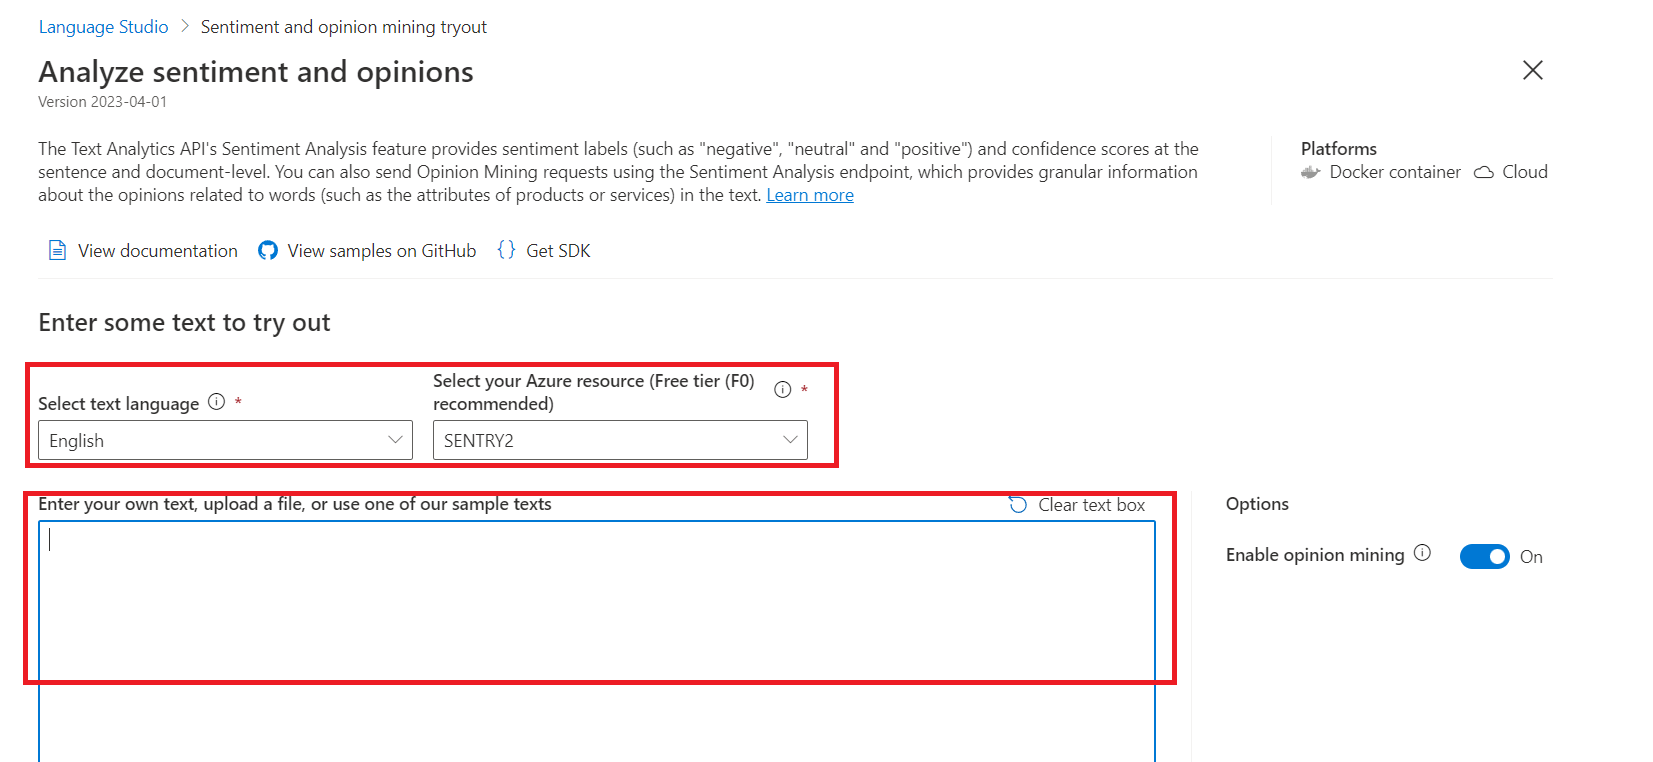 Language Studio > Sentiment and opinion mining tryout
Analyze sentiment and opinions
Version 2023-04-01
The Text Analytics API's Sentiment Analysis feature provides sentiment labels (such as "negative", "neutral" and "positive") and confidence scores at the
sentence and document-level. You can also send Opinion Mining requests using the Sentiment Analysis endpoint, which provides granular information
about the opinions related to words (such as the attributes of products or services) in the text. Learn more
Platforms
Docker container Cloud
View documentation View samples on GitHub {} Get SDK
Enter some text to try out
Select text language *
English
Select your Azure resource (Free tier (F0)
recommended) *
SENTRY2
Enter your own text, upload a file, or use one of our sample texts
Clear text box
Options
Enable opinion mining On